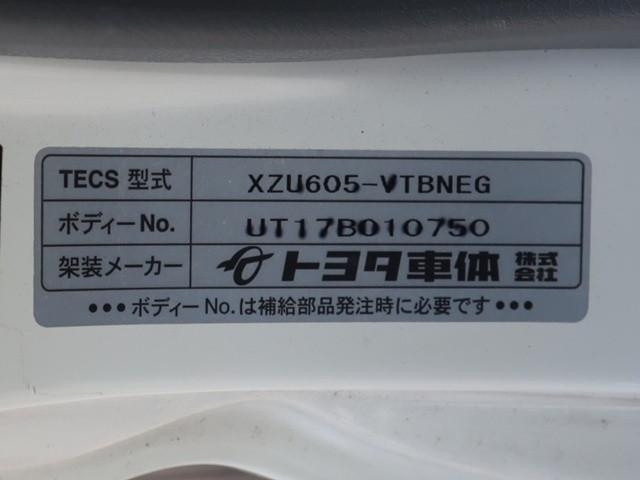 TECS 型式 XZU605-VTBNEG
ボディーNo. UT17B010750
架装メーカー トヨタ車体 株式会社
●●●ボディーNo.は補給部品発注時に必要です●●●